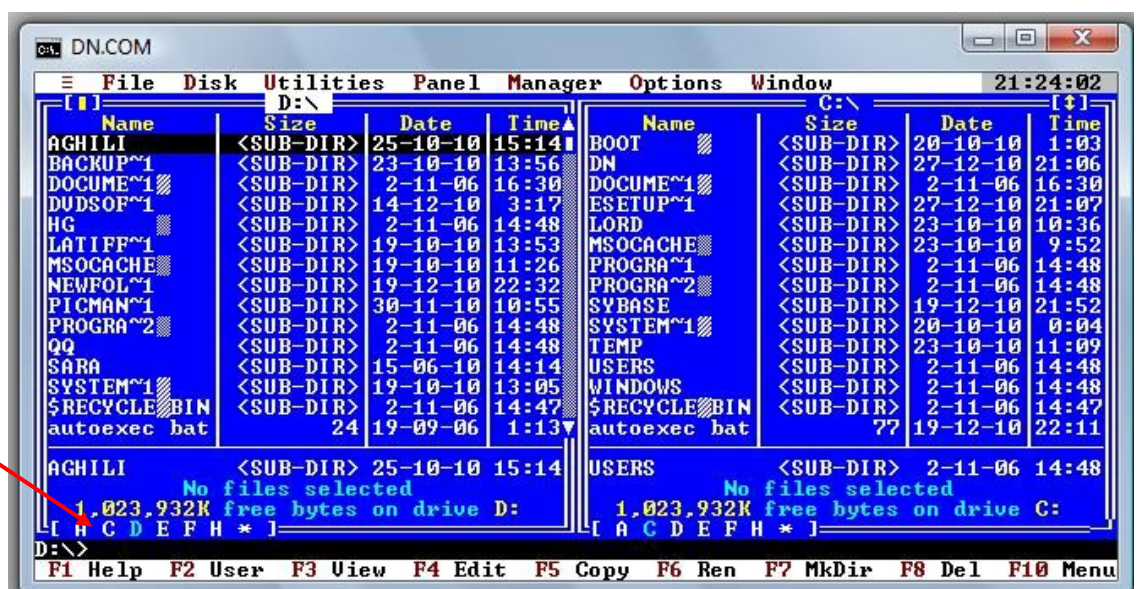 DN.COM
≡ File Disk Utilities Panel Manager Options Window 21:24:02
[▮] D:\ C:\ [↕]
Name Size Date Time▲ Name Size Date Time
AGHILI <SUB-DIR> 25-10-10 15:14 BOOT <SUB-DIR> 20-10-10 1:03
BACKUP~1 <SUB-DIR> 23-10-10 13:56 DN <SUB-DIR> 27-12-10 21:06
DOCUME~1 <SUB-DIR> 2-11-06 16:30 DOCUME~1 <SUB-DIR> 2-11-06 16:30
DVDSOF~1 <SUB-DIR> 14-12-10 3:17 ESETUP~1 <SUB-DIR> 27-12-10 21:07
HG <SUB-DIR> 2-11-06 14:48 LORD <SUB-DIR> 23-10-10 10:36
LATIFF~1 <SUB-DIR> 19-10-10 13:53 MSOCACHE <SUB-DIR> 23-10-10 9:52
MSOCACHE <SUB-DIR> 19-10-10 11:26 PROGRA~1 <SUB-DIR> 2-11-06 14:48
NEWFOL~1 <SUB-DIR> 19-12-10 22:32 PROGRA~2 <SUB-DIR> 2-11-06 14:48
PICMAN~1 <SUB-DIR> 30-11-10 10:55 SYBASE <SUB-DIR> 19-12-10 21:52
PROGRA~2 <SUB-DIR> 2-11-06 14:48 SYSTEM~1 <SUB-DIR> 20-10-10 0:04
QQ <SUB-DIR> 2-11-06 14:48 TEMP <SUB-DIR> 23-10-10 11:09
SARA <SUB-DIR> 15-06-10 14:14 USERS <SUB-DIR> 2-11-06 14:48
SYSTEM~1 <SUB-DIR> 19-10-10 13:05 WINDOWS <SUB-DIR> 2-11-06 14:48
$RECYCLE BIN <SUB-DIR> 2-11-06 14:47 $RECYCLE BIN <SUB-DIR> 2-11-06 14:47
autoexec bat 24 19-09-06 1:13▼ autoexec bat 77 19-12-10 22:11
AGHILI <SUB-DIR> 25-10-10 15:14 USERS <SUB-DIR> 2-11-06 14:48
No files selected No files selected
1,023,932K free bytes on drive D: 1,023,932K free bytes on drive C:
[ A C D E F H * ] [ A C D E F H * ]
D:\>
F1 Help F2 User F3 View F4 Edit F5 Copy F6 Ren F7 MkDir F8 Del F10 Menu